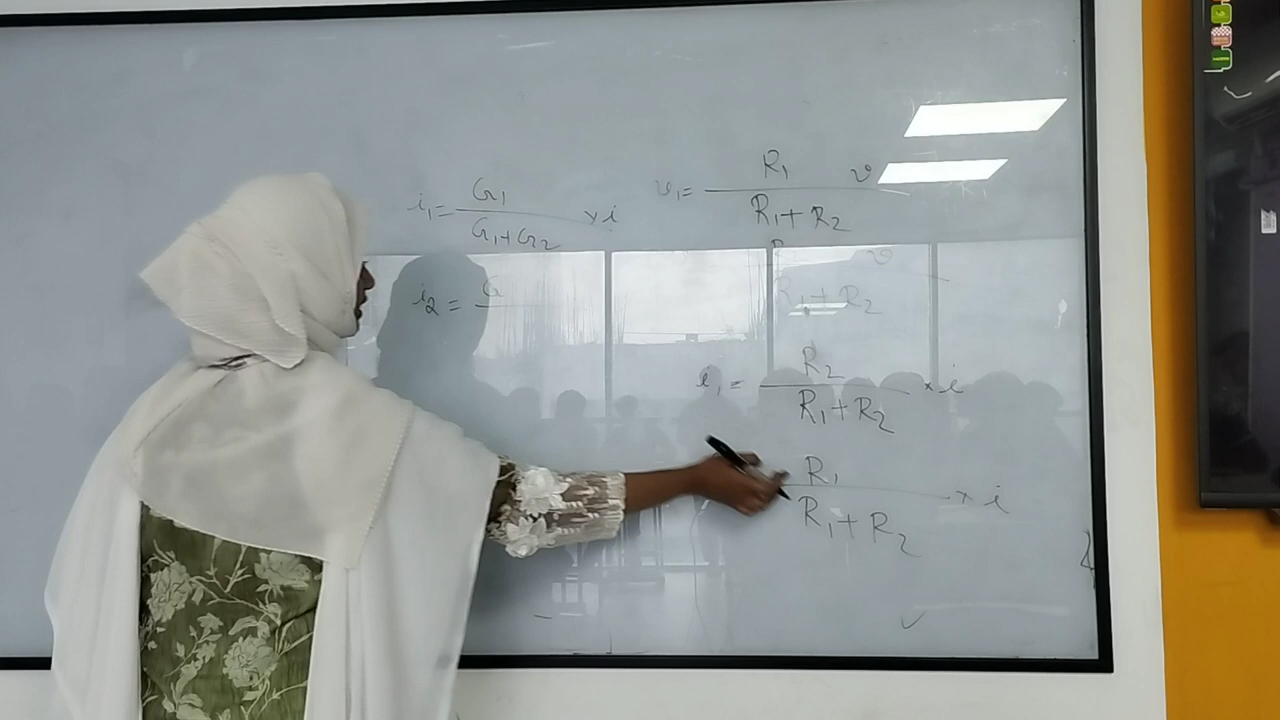 i₁ = G₁ / (G₁+G₂) × i
v₁ = R₁ v / (R₁+R₂)
v
R₁+R₂
i₂ = G
i₁ = R₂ / (R₁+R₂) × i
R₁ / (R₁+R₂) × i